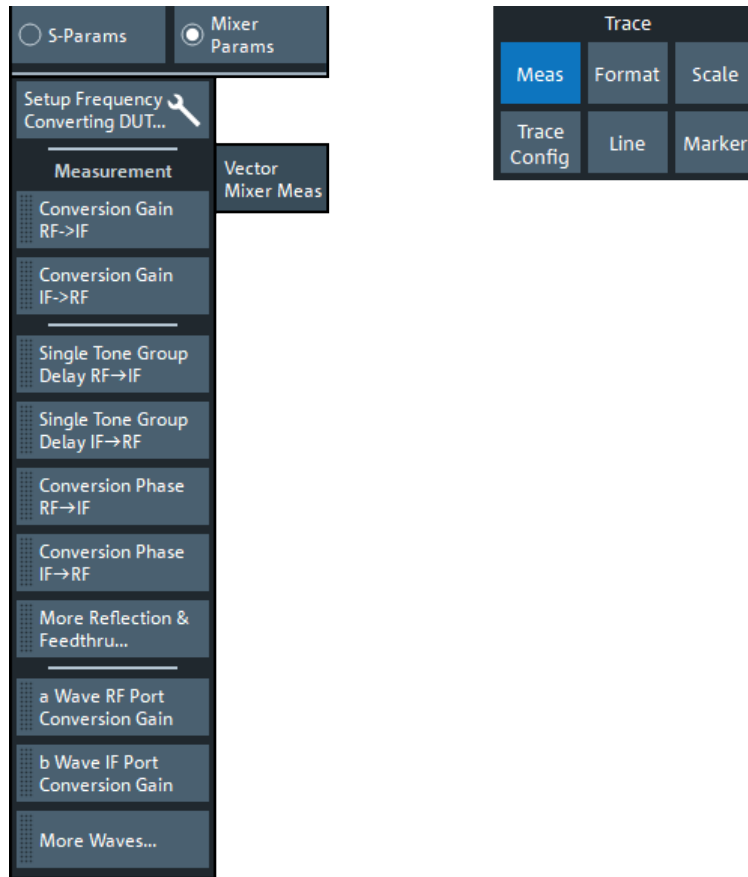 S-Params
Mixer
Params
Setup Frequency
Converting DUT...
Measurement
Conversion Gain
RF->IF
Conversion Gain
IF->RF
Single Tone Group
Delay RF→IF
Single Tone Group
Delay IF→RF
Conversion Phase
RF→IF
Conversion Phase
IF→RF
More Reflection &
Feedthru...
a Wave RF Port
Conversion Gain
b Wave IF Port
Conversion Gain
More Waves...
Vector
Mixer Meas
Trace
Meas
Format
Scale
Trace
Config
Line
Marker